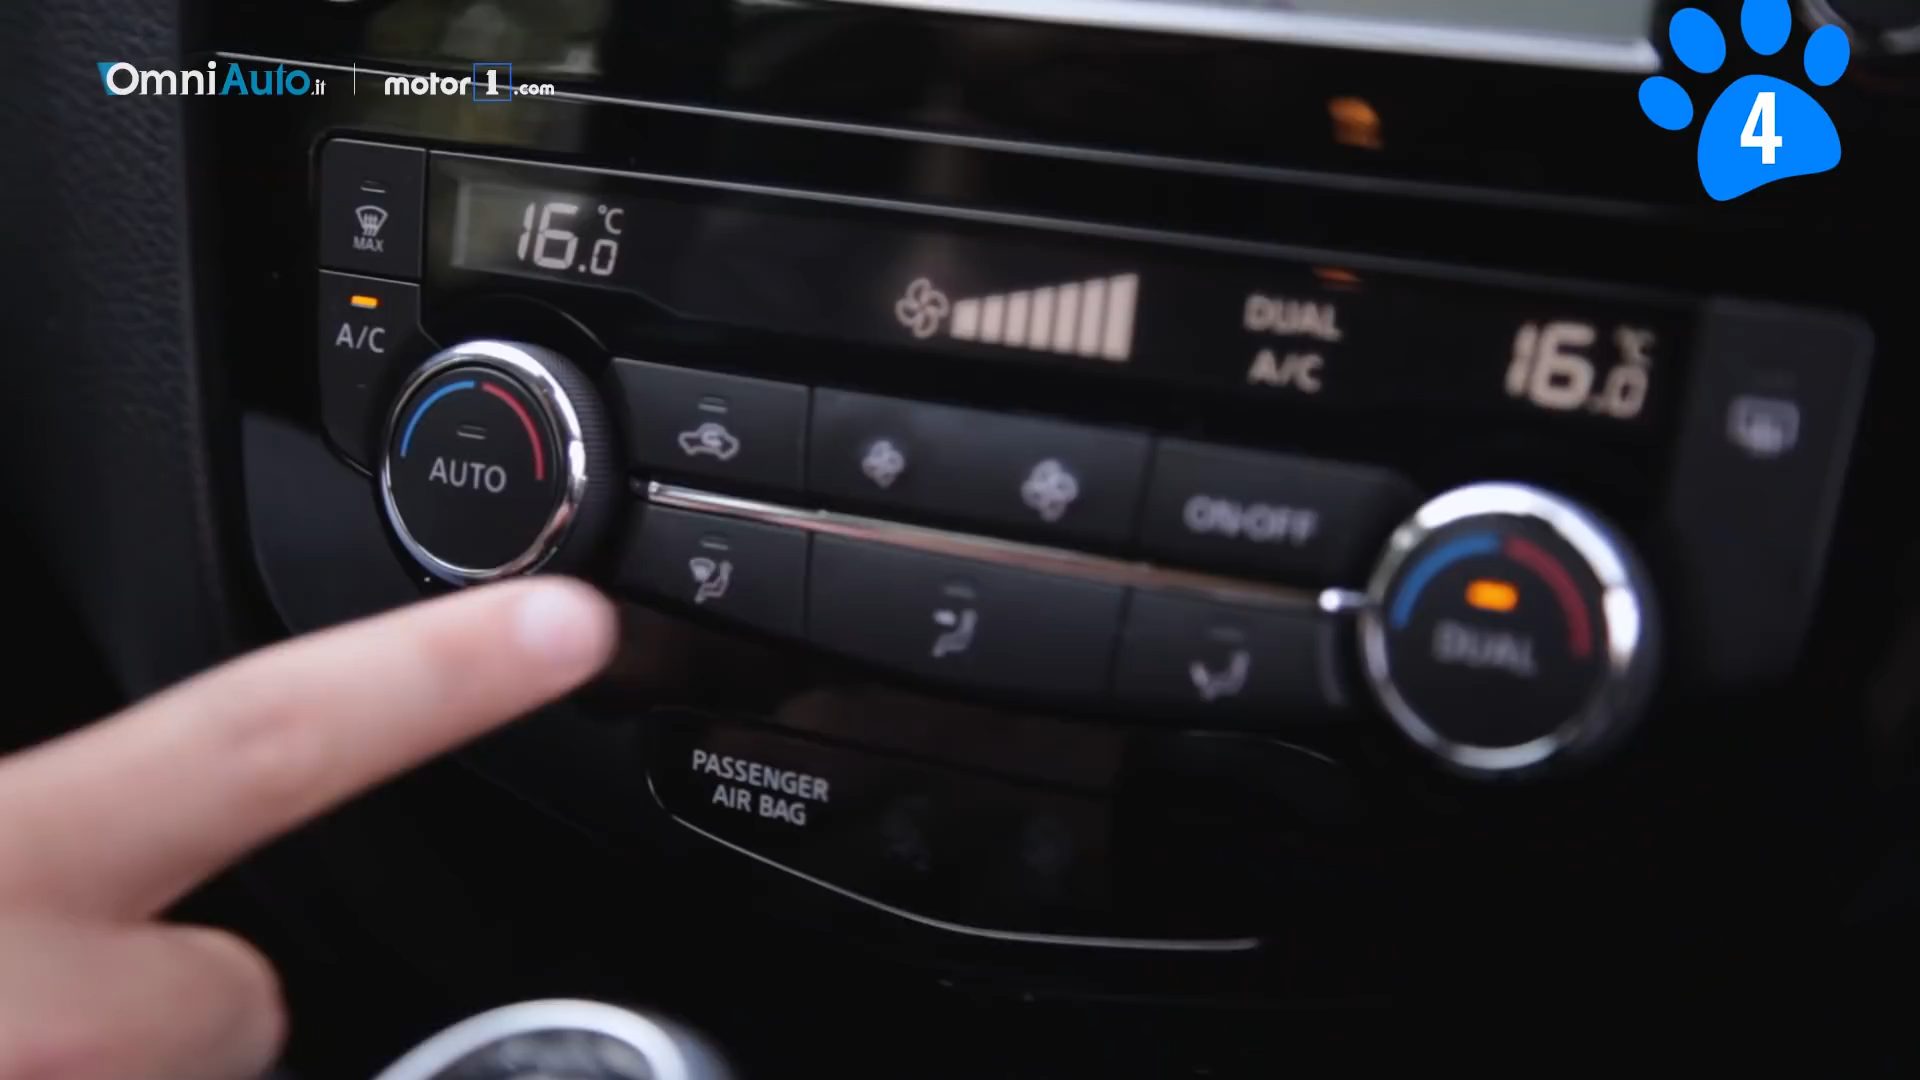 OmniAuto.it | motor1.com
4
MAX
16.0 °C
A/C
DUAL
A/C
16.0 °C
AUTO
ON·OFF
DUAL
PASSENGER
AIR BAG